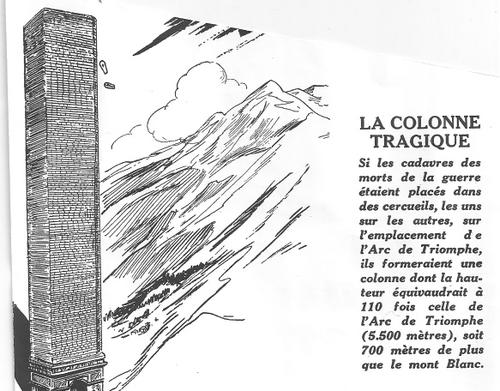 LA COLONNE
TRAGIQUE
Si les cadavres des
morts de la guerre
étaient placés dans
des cercueils, les uns
sur les autres, sur
l'emplacement de
l'Arc de Triomphe,
ils formeraient une
colonne dont la hau-
teur équivaudrait à
110 fois celle de
l'Arc de Triomphe
(5.500 mètres), soit
700 mètres de plus
que le mont Blanc.